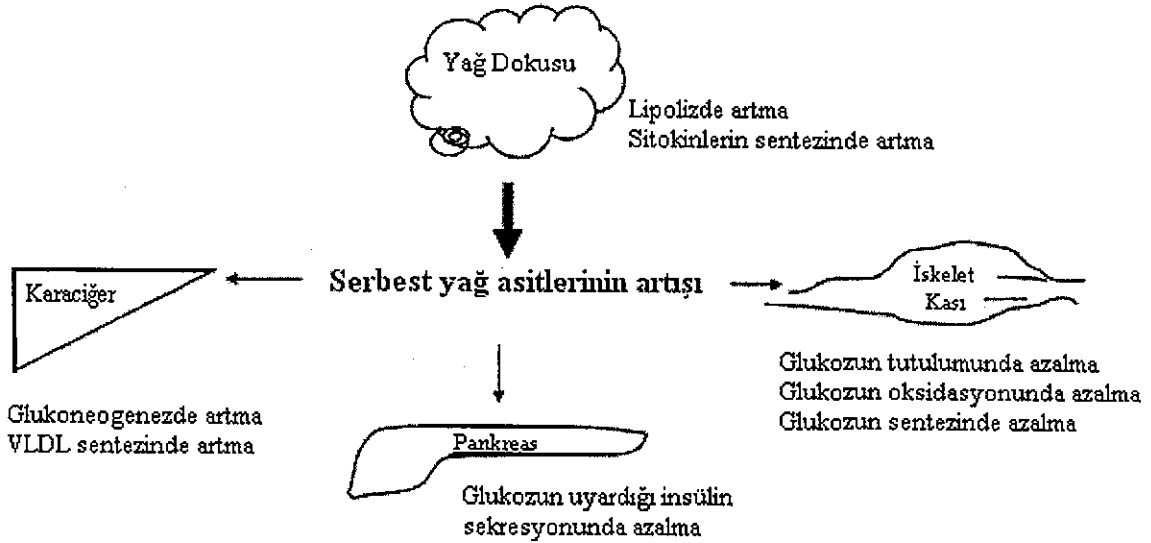 Yağ Dokusu
Lipolizde artma
Sitokinlerin sentezinde artma
Serbest yağ asitlerinin artışı
Karaciğer
Glukoneogenezde artma
VLDL sentezinde artma
Pankreas
Glukozun uyardığı insülin
sekresyonunda azalma
İskelet
Kası
Glukozun tutulumunda azalma
Glukozun oksidasyonunda azalma
Glukozun sentezinde azalma